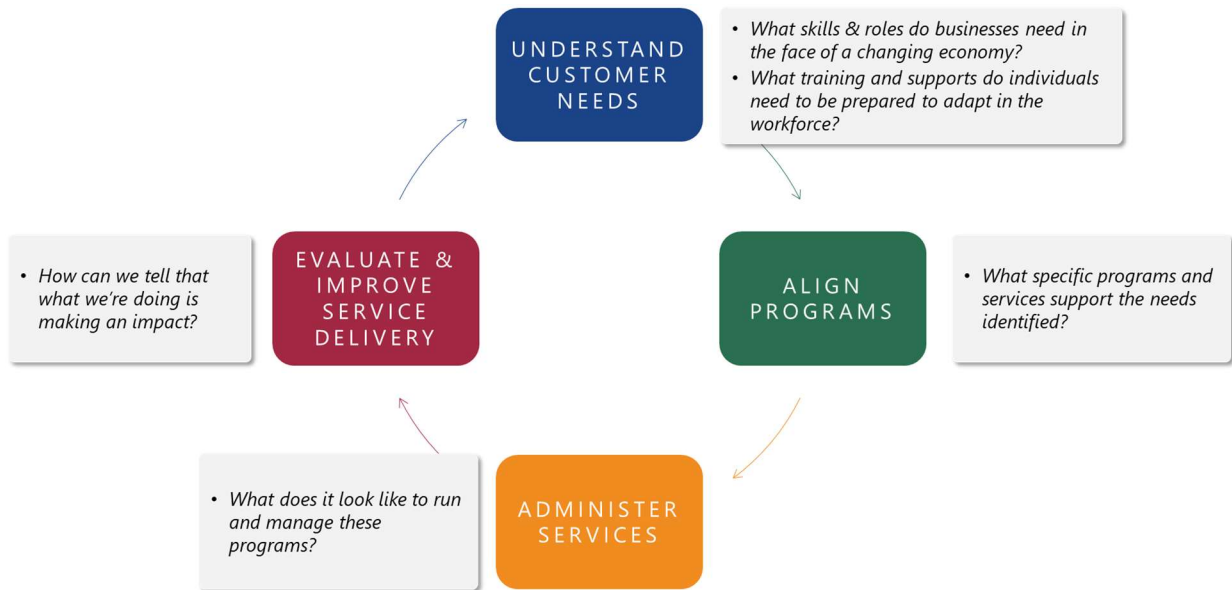 UNDERSTAND
CUSTOMER
NEEDS
• What skills & roles do businesses need in
the face of a changing economy?
• What training and supports do individuals
need to be prepared to adapt in the
workforce?
ALIGN
PROGRAMS
• What specific programs and
services support the needs
identified?
ADMINISTER
SERVICES
• What does it look like to run
and manage these
programs?
EVALUATE &
IMPROVE
SERVICE
DELIVERY
• How can we tell that
what we're doing is
making an impact?